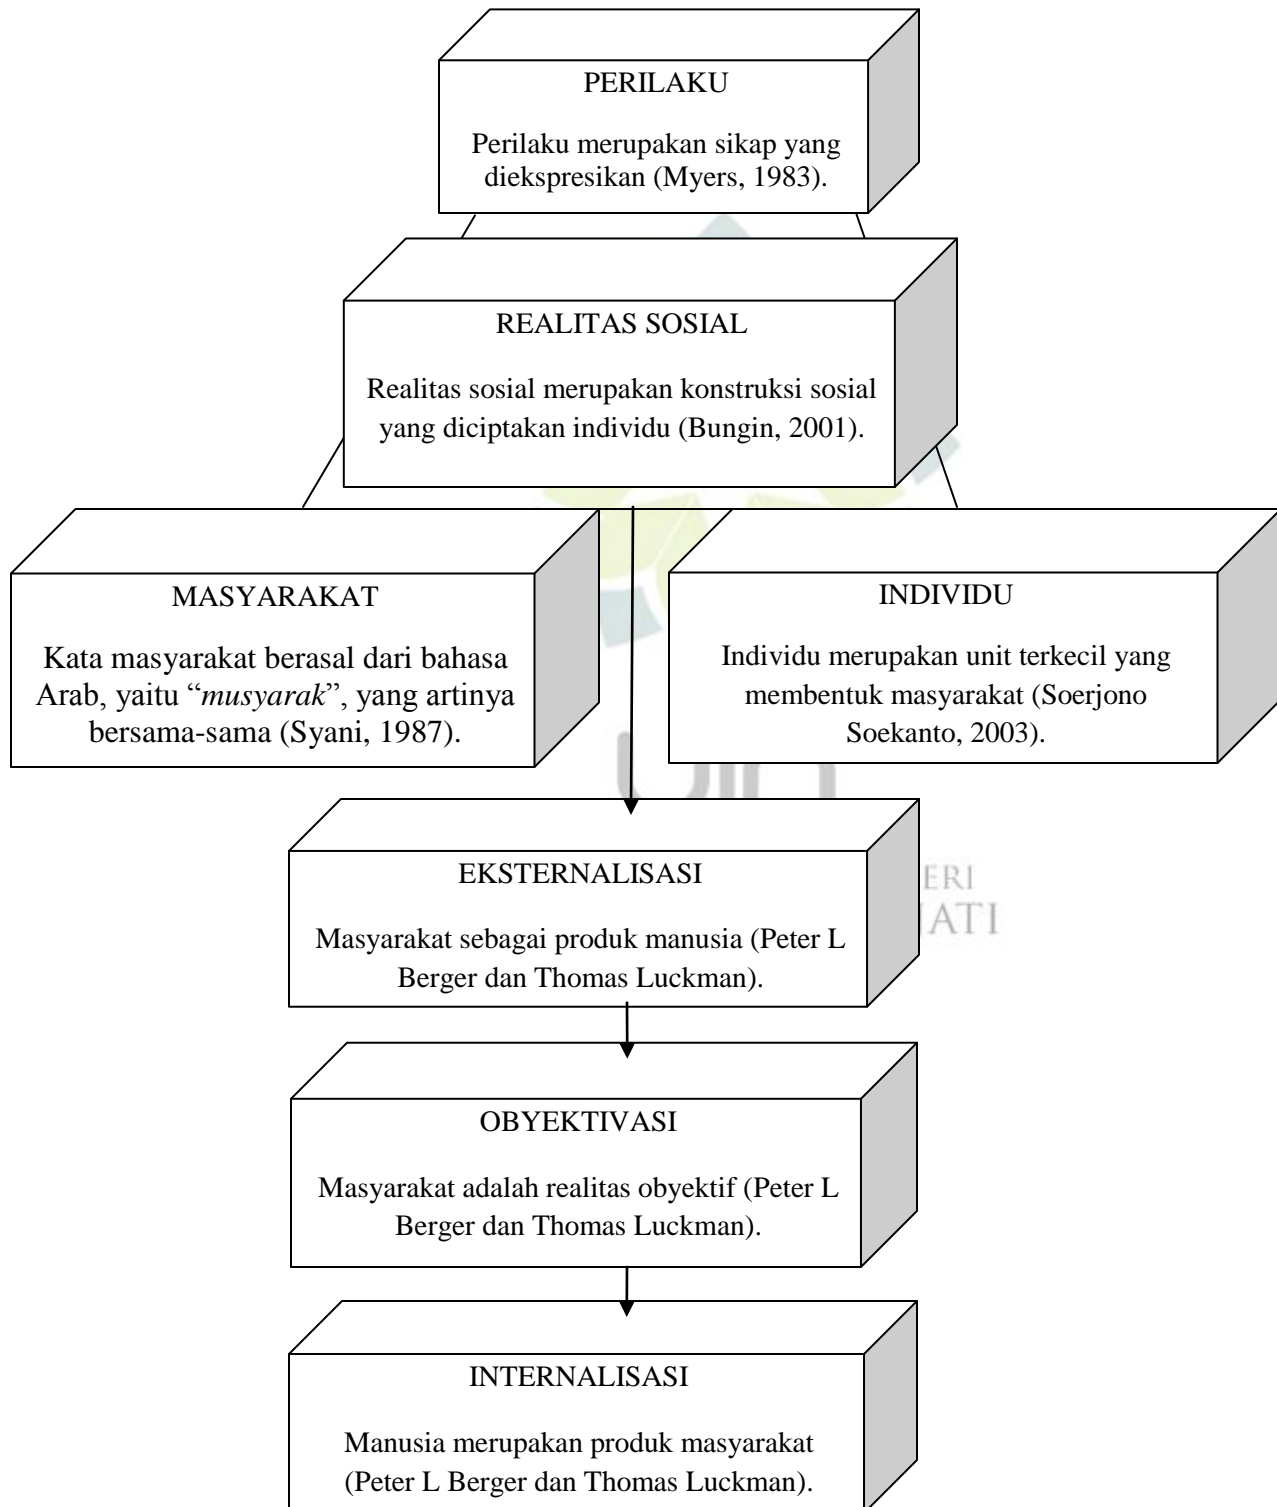 PERILAKU
Perilaku merupakan sikap yang
diekspresikan (Myers, 1983).
REALITAS SOSIAL
Realitas sosial merupakan konstruksi sosial
yang diciptakan individu (Bungin, 2001).
MASYARAKAT
Kata masyarakat berasal dari bahasa
Arab, yaitu “musyarak”, yang artinya
bersama-sama (Syani, 1987).
INDIVIDU
Individu merupakan unit terkecil yang
membentuk masyarakat (Soerjono
Soekanto, 2003).
EKSTERNALISASI
Masyarakat sebagai produk manusia (Peter L
Berger dan Thomas Luckman).
ERI
JATI
OBYEKTIVASI
Masyarakat adalah realitas obyektif (Peter L
Berger dan Thomas Luckman).
INTERNALISASI
Manusia merupakan produk masyarakat
(Peter L Berger dan Thomas Luckman).